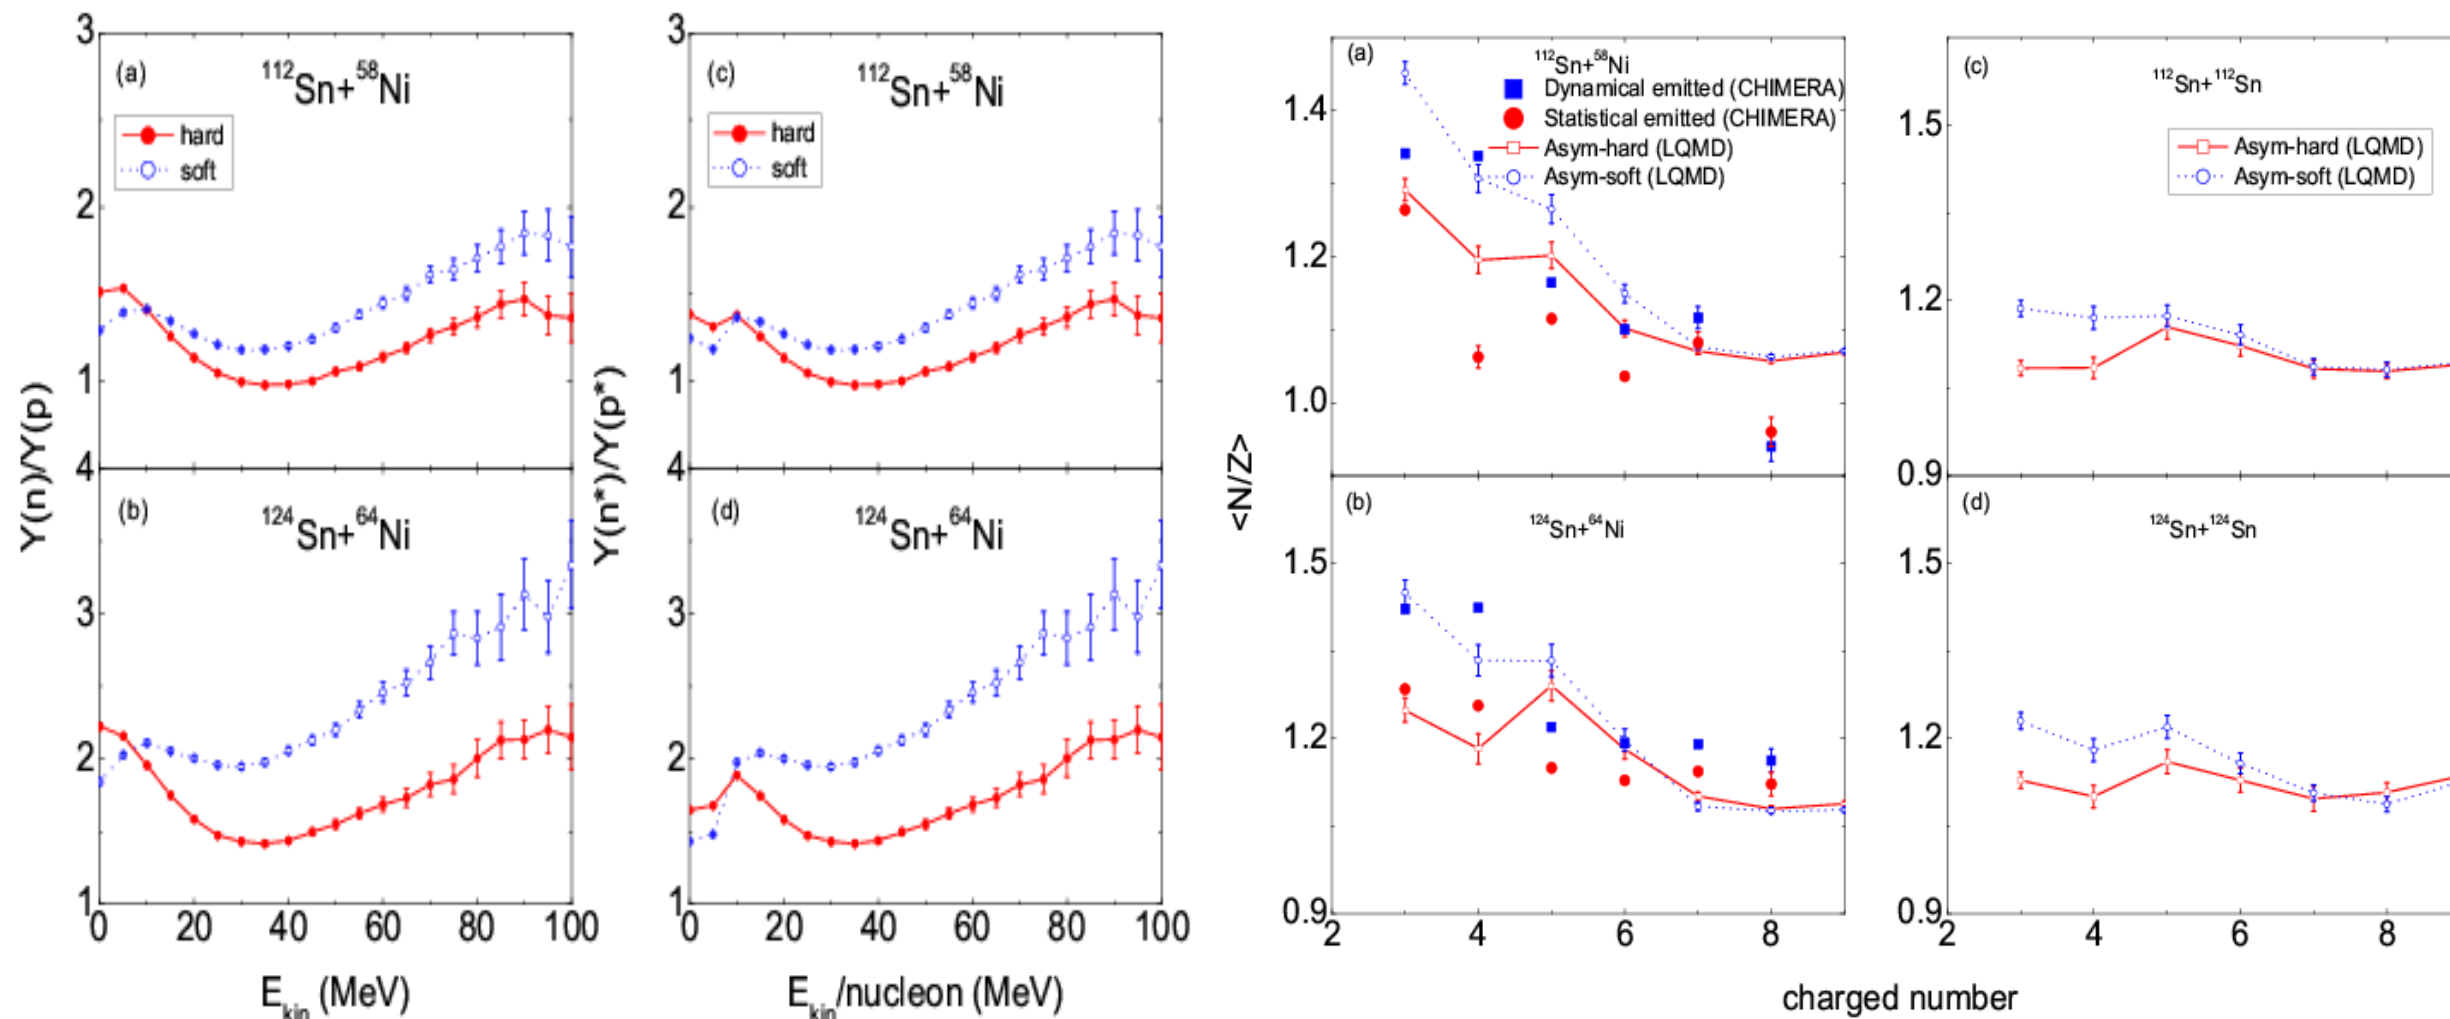 Y(n)/Y(p)
3
2
1
4
3
2
1
(a)
112Sn+58Ni
hard
soft
(b)
124Sn+64Ni
0 20 40 60 80 100
Ekin (MeV)
Y(n*)/Y(p*)
3
2
1
4
3
2
1
(c)
112Sn+58Ni
hard
soft
(d)
124Sn+64Ni
0 20 40 60 80 100
Ekin/nucleon (MeV)
<N/Z>
1.4
1.2
1.0
1.5
1.2
0.9
(a)
112Sn+58Ni
Dynamical emitted (CHIMERA)
Statistical emitted (CHIMERA)
Asym-hard (LQMD)
Asym-soft (LQMD)
(b)
124Sn+64Ni
2 4 6 8
1.5
1.2
0.9
1.5
1.2
0.9
(c)
112Sn+112Sn
Asym-hard (LQMD)
Asym-soft (LQMD)
(d)
124Sn+124Sn
2 4 6 8
charged number